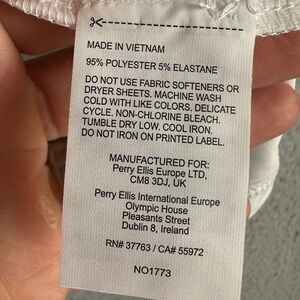 MADE IN VIETNAM
95% POLYESTER 5% ELASTANE
DO NOT USE FABRIC SOFTENERS OR
DRYER SHEETS. MACHINE WASH
COLD WITH LIKE COLORS. DELICATE
CYCLE. NON-CHLORINE BLEACH.
TUMBLE DRY LOW. COOL IRON.
DO NOT IRON ON PRINTED LABEL.
MANUFACTURED FOR:
Perry Ellis Europe LTD,
CM8 3DJ, UK
Perry Ellis International Europe
Olympic House
Pleasants Street
Dublin 8, Ireland
RN# 37763 / CA# 55972
NO1773